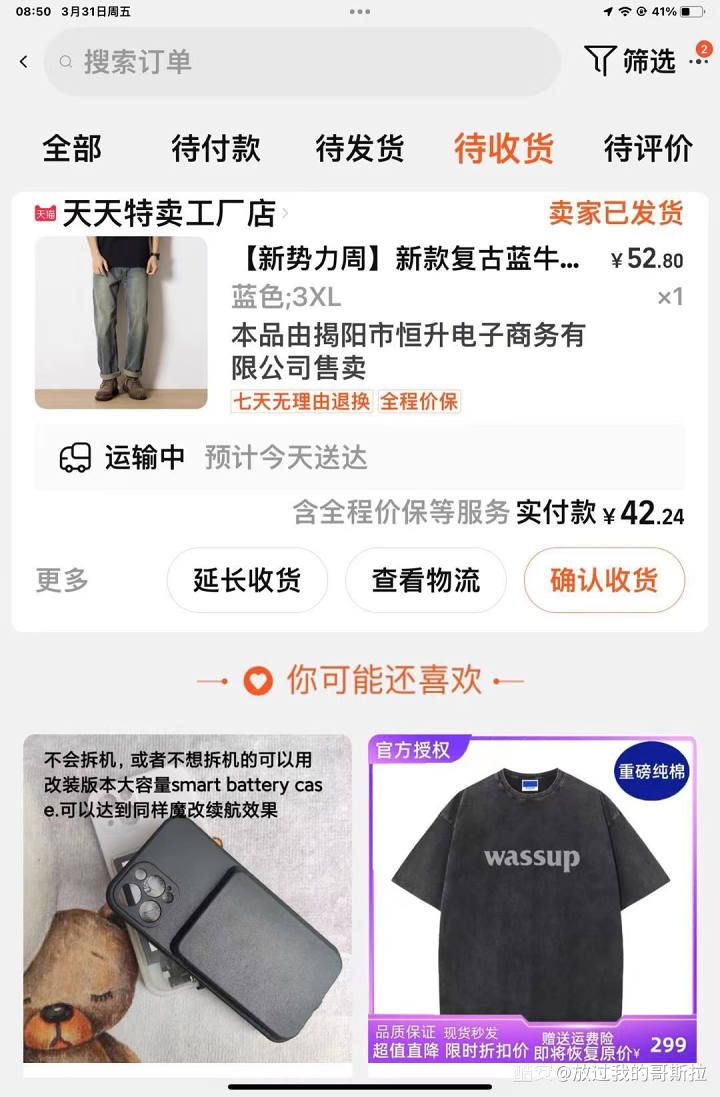 08:50 3月31日周五
41%
搜索订单
筛选
2
全部 待付款 待发货 待收货 待评价
天猫 天天特卖工厂店
卖家已发货
【新势力周】新款复古蓝牛... ¥52.80
蓝色;3XL ×1
本品由揭阳市恒升电子商务有
限公司售卖
七天无理由退换 全程价保
运输中 预计今天送达
含全程价保等服务 实付款 ¥42.24
更多 延长收货 查看物流 确认收货
你可能还喜欢
不会拆机，或者不想拆机的可以用
改装版本大容量smart battery cas
e.可以达到同样魔改续航效果
官方授权
重磅纯棉
wassup
品质保证 现货秒发
超值直降 限时折扣价
赠送运费险
即将恢复原价¥ 299
酷安 @放过我的哥斯拉